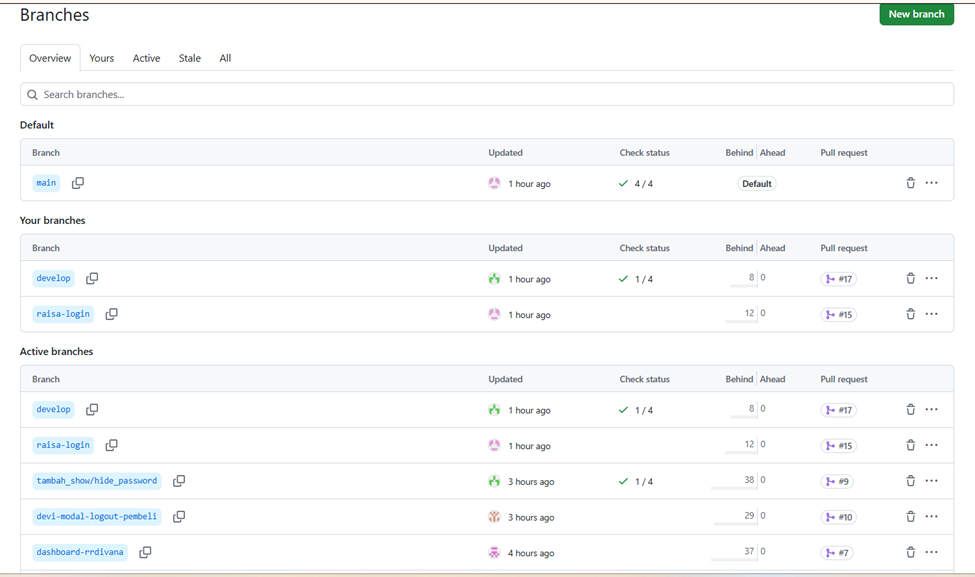 Branches
New branch
Overview Yours Active Stale All
Search branches...
Default
Branch Updated Check status Behind Ahead Pull request
main 1 hour ago 4 / 4 Default
Your branches
Branch Updated Check status Behind Ahead Pull request
develop 1 hour ago 1 / 4 8 0 #17
raisa-login 1 hour ago 12 0 #15
Active branches
Branch Updated Check status Behind Ahead Pull request
develop 1 hour ago 1 / 4 8 0 #17
raisa-login 1 hour ago 12 0 #15
tambah_show/hide_password 3 hours ago 1 / 4 38 0 #9
devi-modal-logout-pembeli 3 hours ago 29 0 #10
dashboard-rrdivana 4 hours ago 37 0 #7